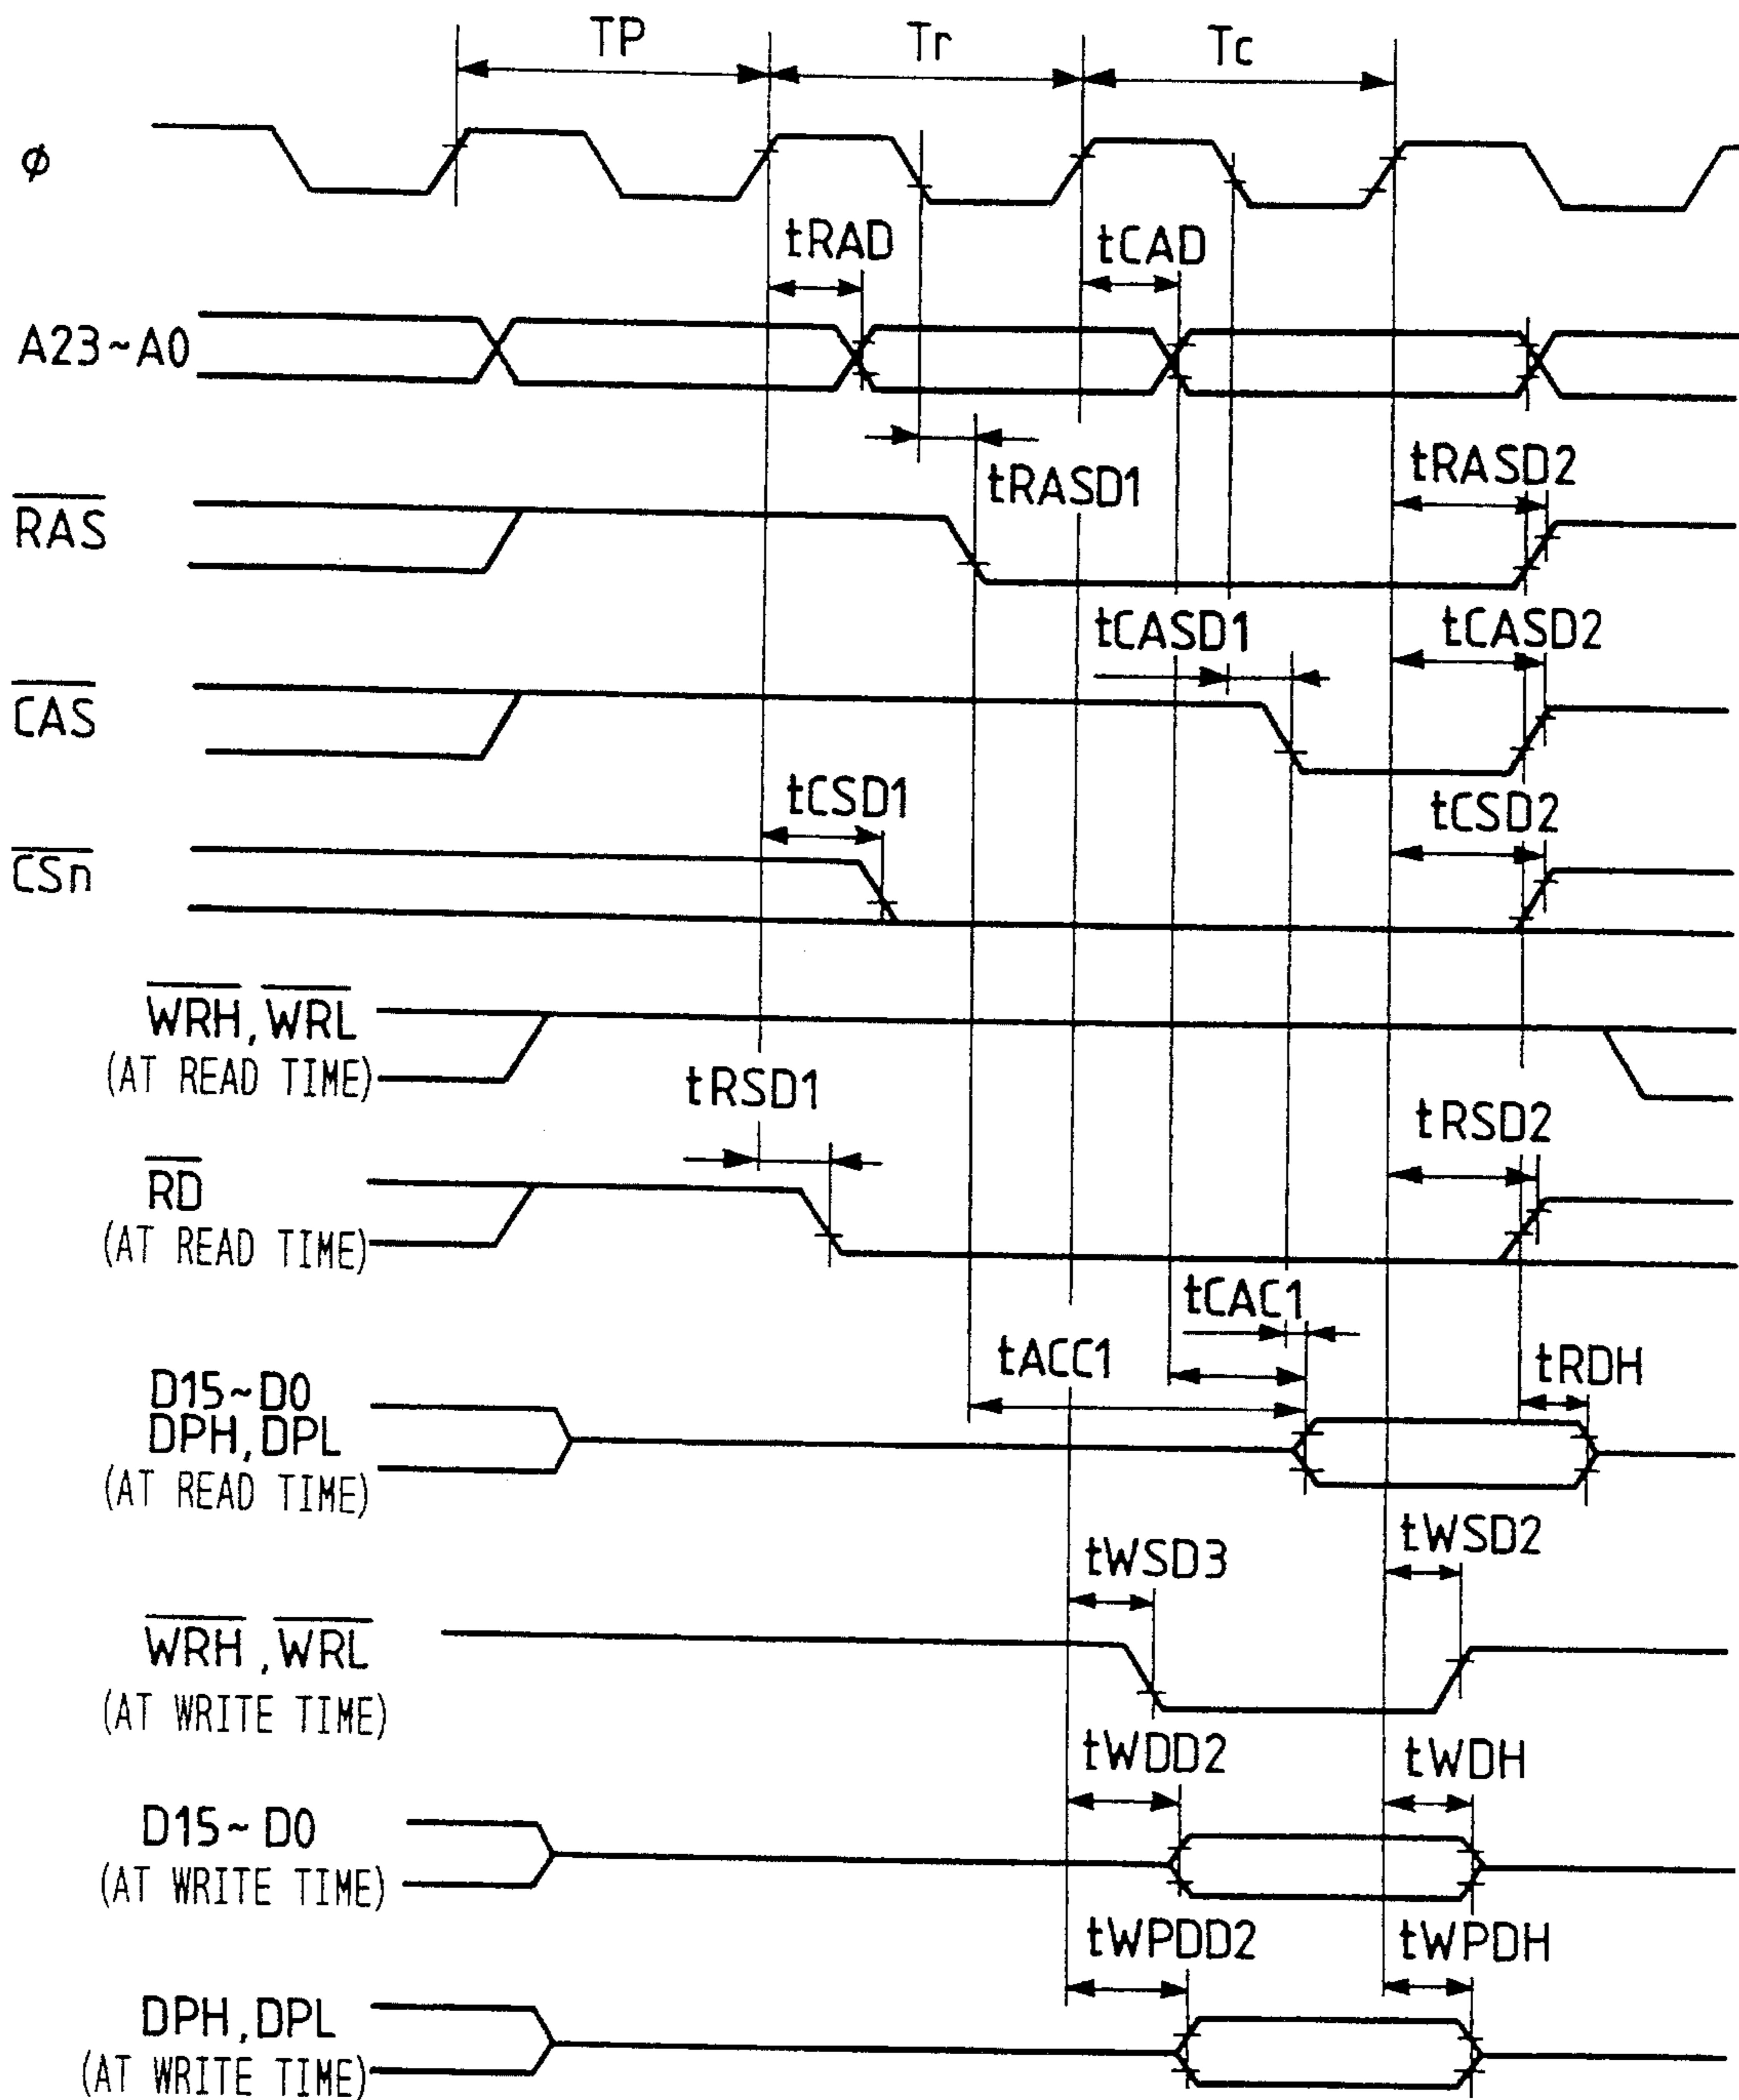 TP Tr Tc
φ
tRAD tCAD
A23~A0
tRASD1 tRASD2
RAS
tCASD1 tCASD2
CAS
tCSD1 tCSD2
CSn
WRH, WRL
(AT READ TIME)
tRSD1 tRSD2
RD
(AT READ TIME)
tCAC1
tACC1 tRDH
D15~D0
DPH, DPL
(AT READ TIME)
tWSD3 tWSD2
WRH, WRL
(AT WRITE TIME)
tWDD2 tWDH
D15~D0
(AT WRITE TIME)
tWPDD2 tWPDH
DPH, DPL
(AT WRITE TIME)